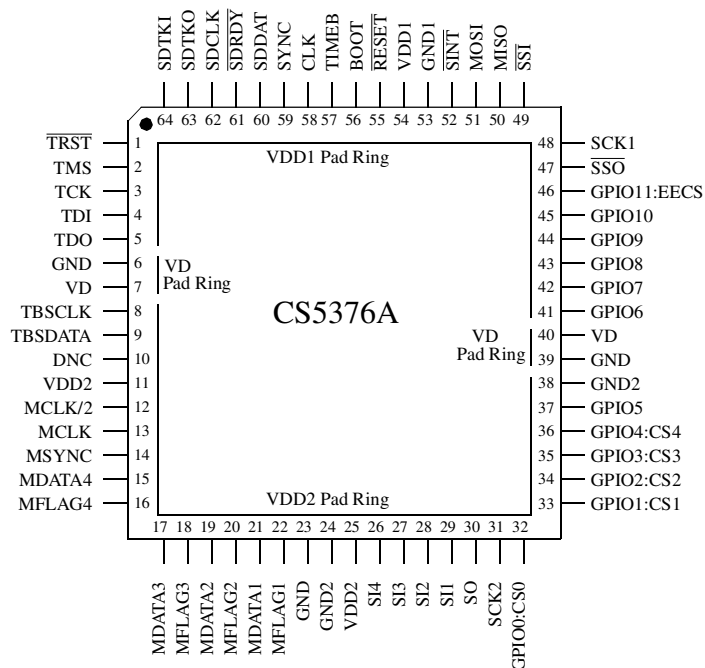 SDTKI
SDTKO
SDCLK
SDRDY
SDDAT
SYNC
CLK
TIMEB
BOOT
RESET
VDD1
GND1
SINT
MOSI
MISO
SSI
64 63 62 61 60 59 58 57 56 55 54 53 52 51 50 49
TRST 1
TMS 2
TCK 3
TDI 4
TDO 5
GND 6
VD 7
TBSCLK 8
TBSDATA 9
DNC 10
VDD2 11
MCLK/2 12
MCLK 13
MSYNC 14
MDATA4 15
MFLAG4 16
VDD1 Pad Ring
VD
Pad Ring
CS5376A
VD
Pad Ring
VDD2 Pad Ring
48 SCK1
47 SSO
46 GPIO11:EECS
45 GPIO10
44 GPIO9
43 GPIO8
42 GPIO7
41 GPIO6
40 VD
39 GND
38 GND2
37 GPIO5
36 GPIO4:CS4
35 GPIO3:CS3
34 GPIO2:CS2
33 GPIO1:CS1
17 18 19 20 21 22 23 24 25 26 27 28 29 30 31 32
MDATA3
MFLAG3
MDATA2
MFLAG2
MDATA1
MFLAG1
GND
GND2
VDD2
SI4
SI3
SI2
SI1
SO
SCK2
GPIO0:CS0